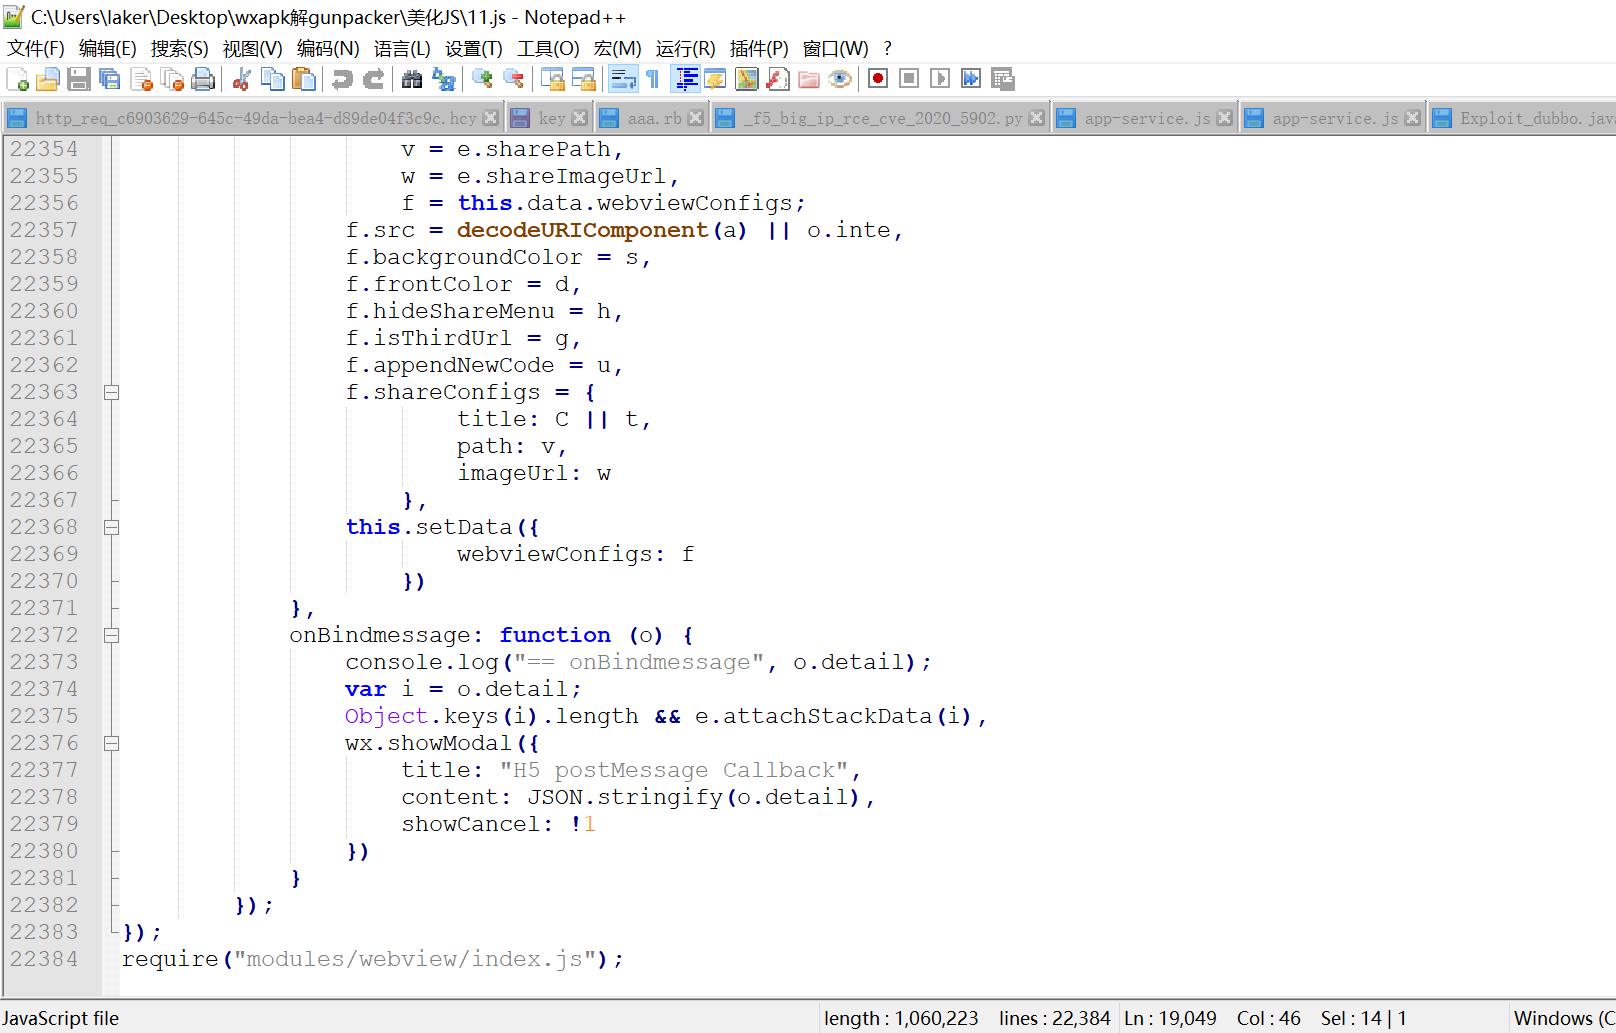 C:\Users\laker\Desktop\wxapk解gunpacker\美化JS\11.js - Notepad++
文件(F) 编辑(E) 搜索(S) 视图(V) 编码(N) 语言(L) 设置(T) 工具(O) 宏(M) 运行(R) 插件(P) 窗口(W) ?
http_req_c6903629-645c-49da-bea4-d89de04f3c9c.hcy key aaa.rb _f5_big_ip_rce_cve_2020_5902.py app-service.js app-service.js Exploit_dubbo.jav
22354 v = e.sharePath,
22355 w = e.shareImageUrl,
22356 f = this.data.webviewConfigs;
22357 f.src = decodeURIComponent(a) || o.inte,
22358 f.backgroundColor = s,
22359 f.frontColor = d,
22360 f.hideShareMenu = h,
22361 f.isThirdUrl = g,
22362 f.appendNewCode = u,
22363 f.shareConfigs = {
22364 title: C || t,
22365 path: v,
22366 imageUrl: w
22367 },
22368 this.setData({
22369 webviewConfigs: f
22370 })
22371 },
22372 onBindmessage: function (o) {
22373 console.log("== onBindmessage", o.detail);
22374 var i = o.detail;
22375 Object.keys(i).length && e.attachStackData(i),
22376 wx.showModal({
22377 title: "H5 postMessage Callback",
22378 content: JSON.stringify(o.detail),
22379 showCancel: !1
22380 })
22381 }
22382 });
22383 });
22384 require("modules/webview/index.js");
JavaScript file length : 1,060,223 lines : 22,384 Ln : 19,049 Col : 46 Sel : 14 | 1 Windows (C